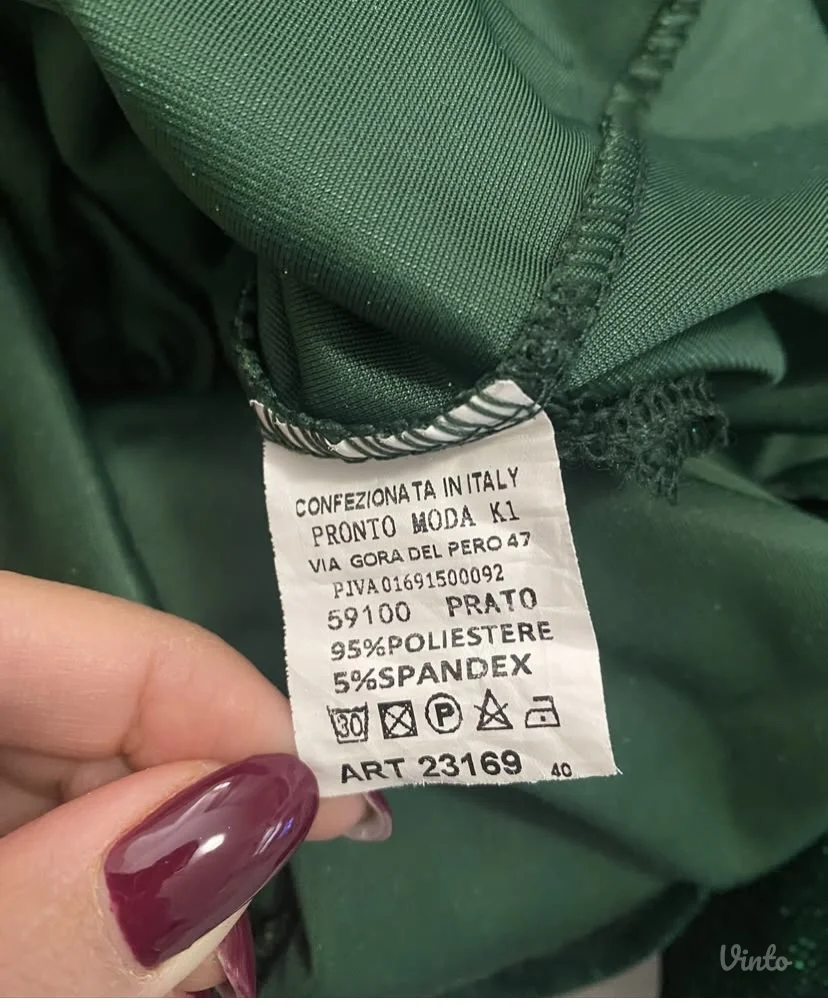 CONFEZIONATA IN ITALY
PRONTO MODA K1
VIA GORA DEL PERO 47
P.IVA 01691500092
59100 PRATO
95%POLIESTERE
5%SPANDEX
30 P
ART 23169 40
Vinto